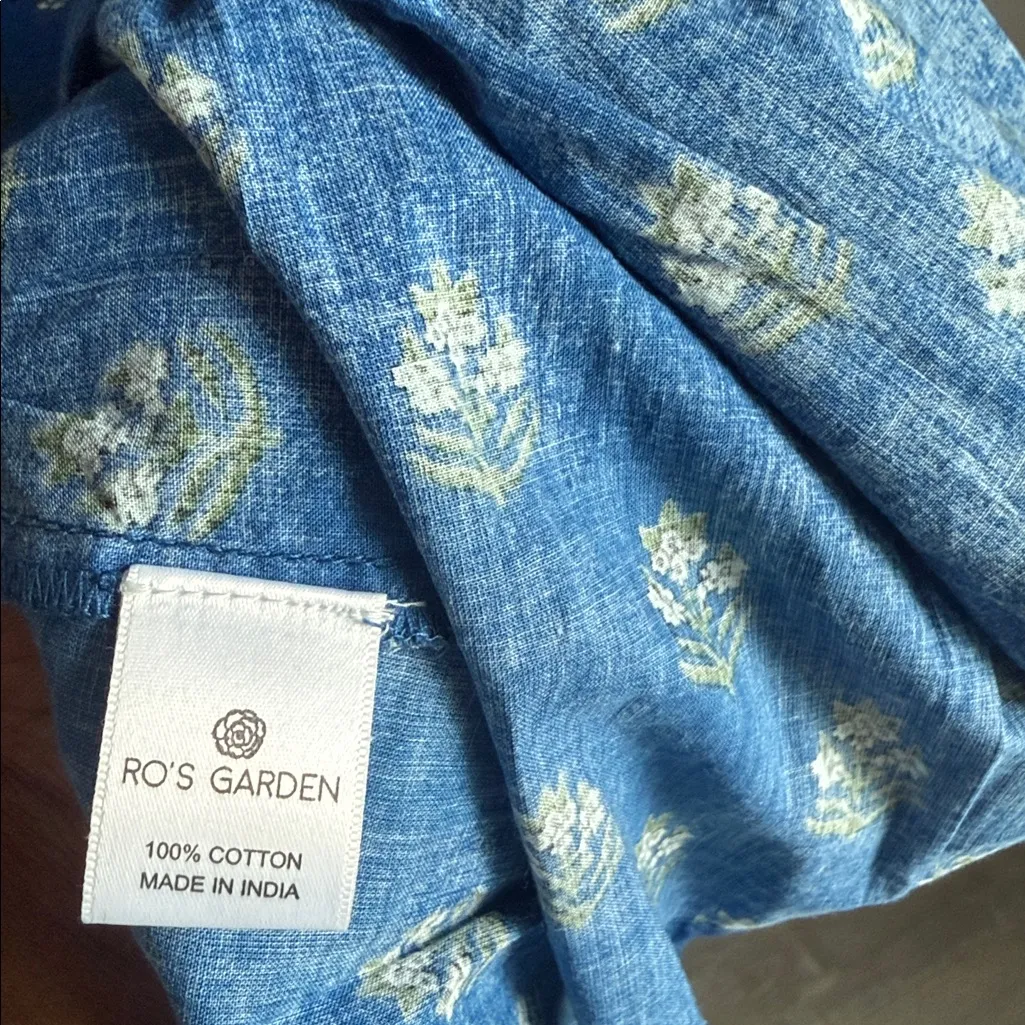 RO'S GARDEN
100% COTTON
MADE IN INDIA